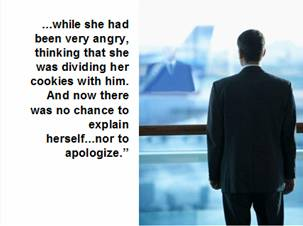 ...while she had
been very angry,
thinking that she
was dividing her
cookies with him.
And now there
was no chance to
explain
herself...nor to
apologize.”